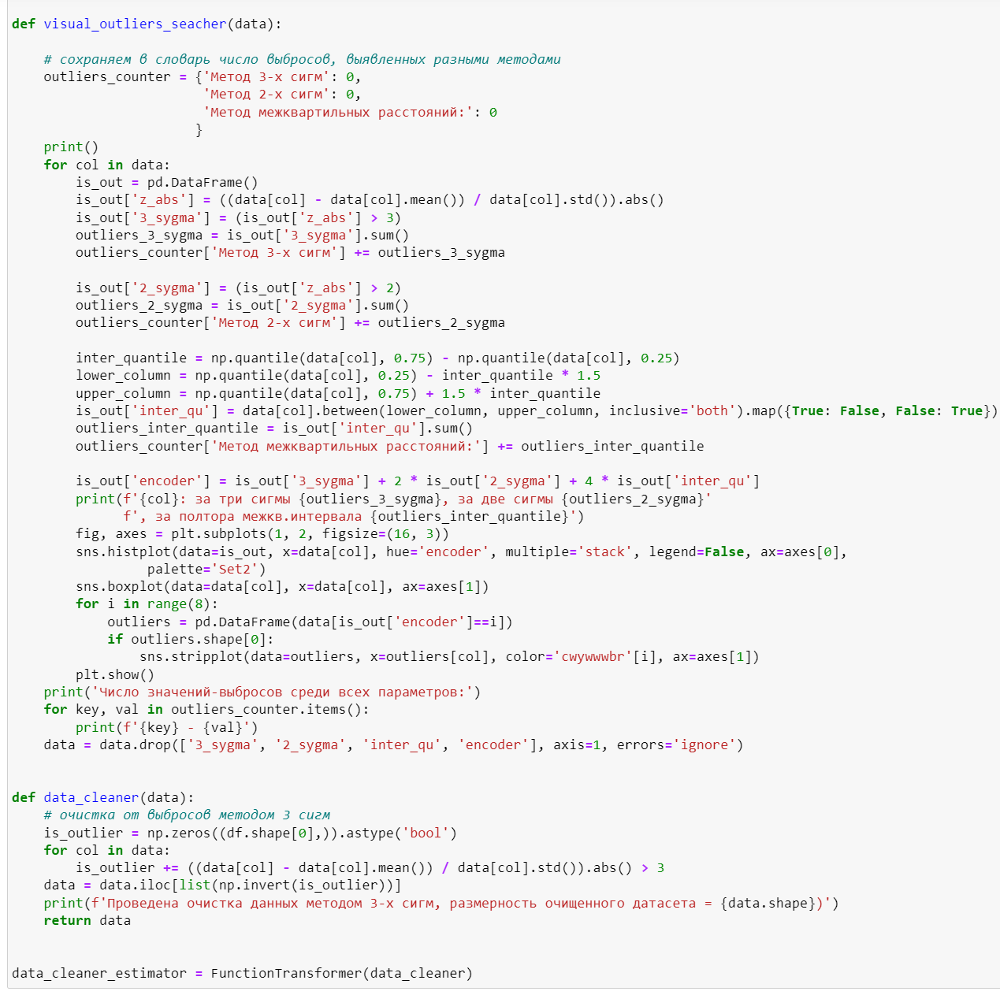 def visual_outliers_seacher(data):

    # сохраняем в словарь число выбросов, выявленных разными методами
    outliers_counter = {'Метод 3-х сигм': 0,
                        'Метод 2-х сигм': 0,
                        'Метод межквартильных расстояний:': 0
                       }
    print()
    for col in data:
        is_out = pd.DataFrame()
        is_out['z_abs'] = ((data[col] - data[col].mean()) / data[col].std()).abs()
        is_out['3_sygma'] = (is_out['z_abs'] > 3)
        outliers_3_sygma = is_out['3_sygma'].sum()
        outliers_counter['Метод 3-х сигм'] += outliers_3_sygma

        is_out['2_sygma'] = (is_out['z_abs'] > 2)
        outliers_2_sygma = is_out['2_sygma'].sum()
        outliers_counter['Метод 2-х сигм'] += outliers_2_sygma

        inter_quantile = np.quantile(data[col], 0.75) - np.quantile(data[col], 0.25)
        lower_column = np.quantile(data[col], 0.25) - inter_quantile * 1.5
        upper_column = np.quantile(data[col], 0.75) + 1.5 * inter_quantile
        is_out['inter_qu'] = data[col].between(lower_column, upper_column, inclusive='both').map({True: False, False: True})
        outliers_inter_quantile = is_out['inter_qu'].sum()
        outliers_counter['Метод межквартильных расстояний:'] += outliers_inter_quantile

        is_out['encoder'] = is_out['3_sygma'] + 2 * is_out['2_sygma'] + 4 * is_out['inter_qu']
        print(f'{col}: за три сигмы {outliers_3_sygma}, за две сигмы {outliers_2_sygma}'
              f', за полтора межкв.интервала {outliers_inter_quantile}')
        fig, axes = plt.subplots(1, 2, figsize=(16, 3))
        sns.histplot(data=is_out, x=data[col], hue='encoder', multiple='stack', legend=False, ax=axes[0],
                 palette='Set2')
        sns.boxplot(data=data[col], x=data[col], ax=axes[1])
        for i in range(8):
            outliers = pd.DataFrame(data[is_out['encoder']==i])
            if outliers.shape[0]:
                sns.stripplot(data=outliers, x=outliers[col], color='cwywwwbr'[i], ax=axes[1])
        plt.show()
    print('Число значений-выбросов среди всех параметров:')
    for key, val in outliers_counter.items():
        print(f'{key} - {val}')
    data = data.drop(['3_sygma', '2_sygma', 'inter_qu', 'encoder'], axis=1, errors='ignore')


def data_cleaner(data):
    # очистка от выбросов методом 3 сигм
    is_outlier = np.zeros((df.shape[0],)).astype('bool')
    for col in data:
        is_outlier += ((data[col] - data[col].mean()) / data[col].std()).abs() > 3
    data = data.iloc[list(np.invert(is_outlier))]
    print(f'Проведена очистка данных методом 3-х сигм, размерность очищенного датасета = {data.shape})')
    return data


data_cleaner_estimator = FunctionTransformer(data_cleaner)